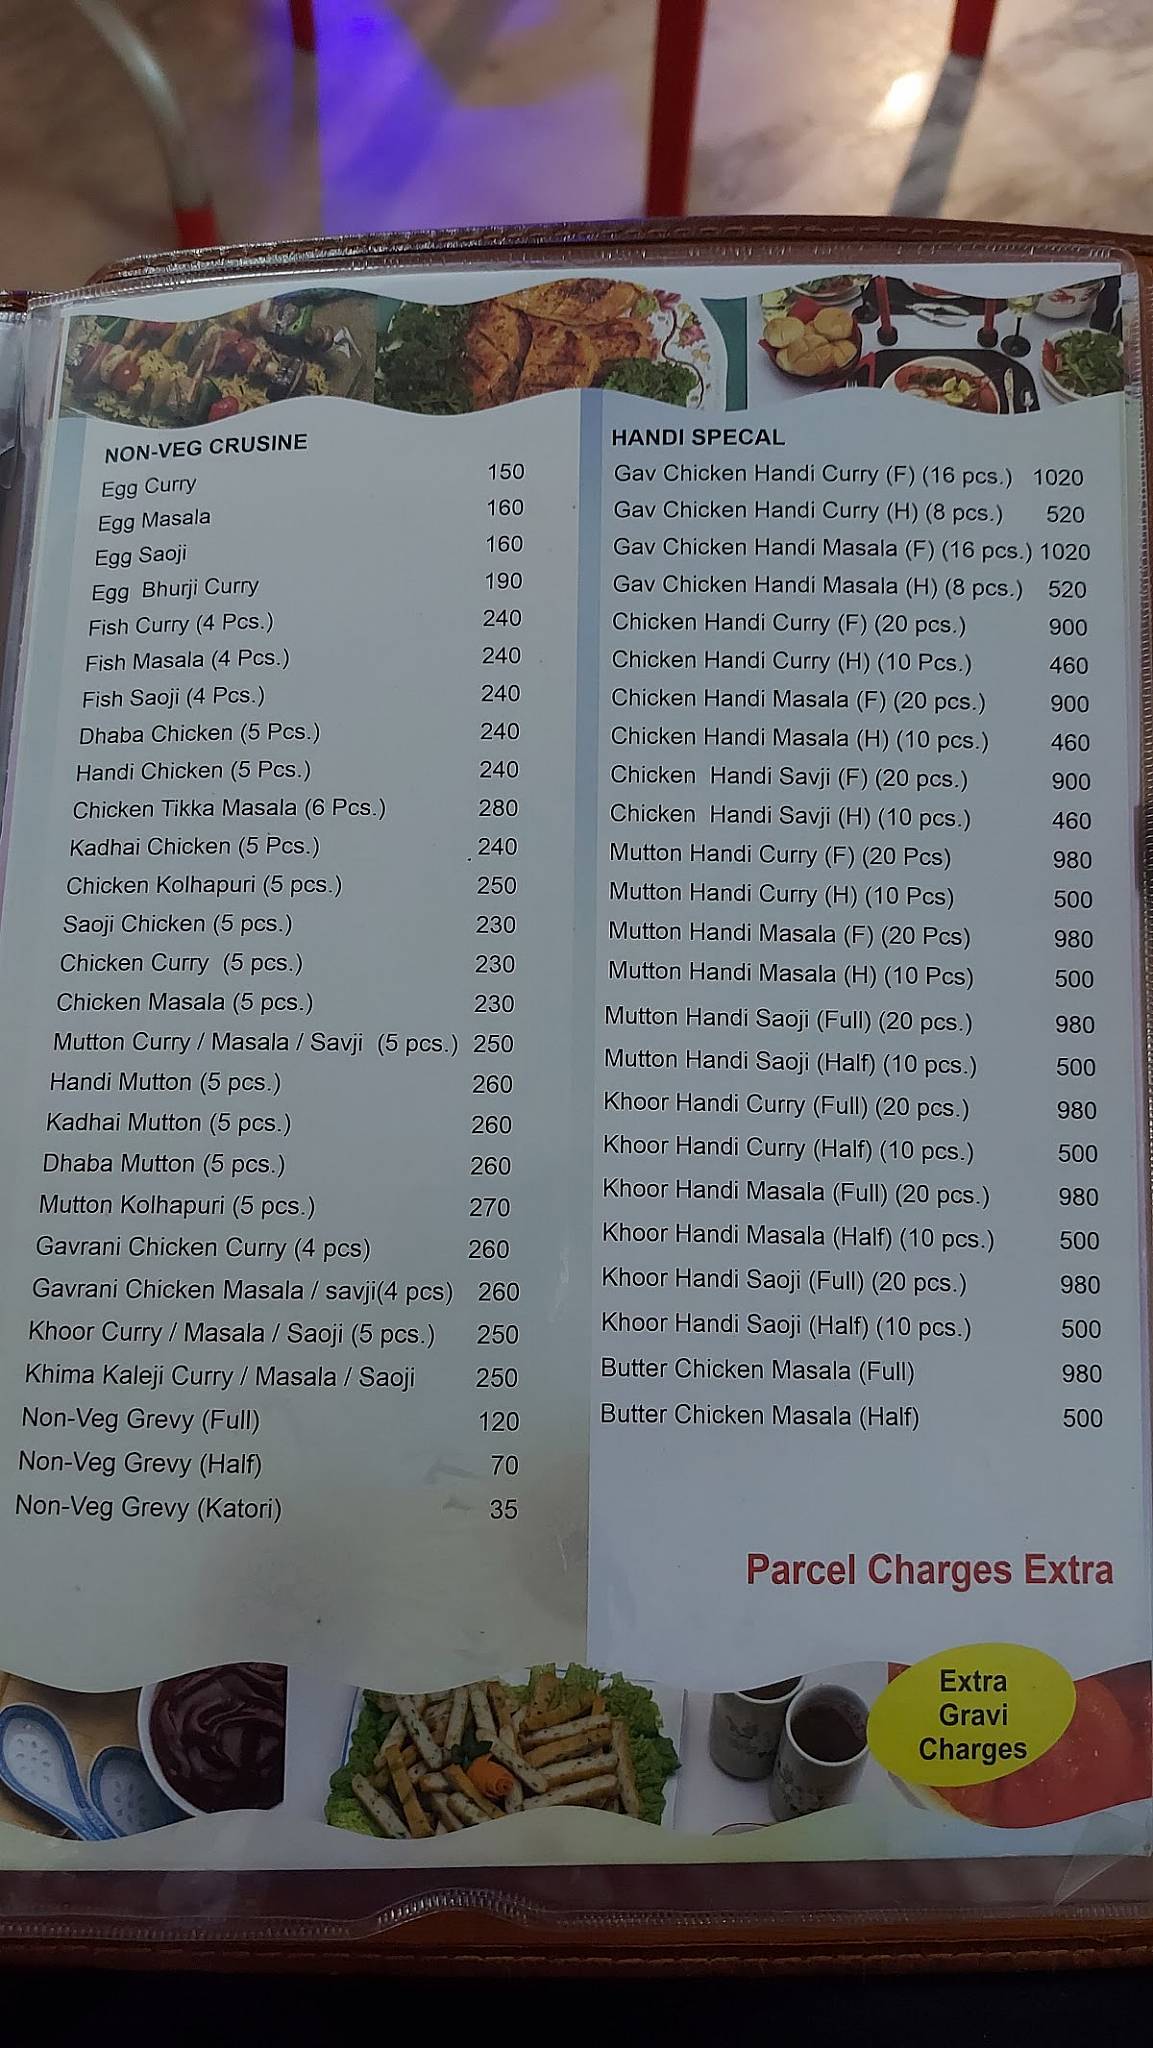 NON-VEG CRUSINE
Egg Curry 150
Egg Masala 160
Egg Saoji 160
Egg Bhurji Curry 190
Fish Curry (4 Pcs.) 240
Fish Masala (4 Pcs.) 240
Fish Saoji (4 Pcs.) 240
Dhaba Chicken (5 Pcs.) 240
Handi Chicken (5 Pcs.) 240
Chicken Tikka Masala (6 Pcs.) 280
Kadhai Chicken (5 Pcs.) 240
Chicken Kolhapuri (5 pcs.) 250
Saoji Chicken (5 pcs.) 230
Chicken Curry (5 pcs.) 230
Chicken Masala (5 pcs.) 230
Mutton Curry / Masala / Savji (5 pcs.) 250
Handi Mutton (5 pcs.) 260
Kadhai Mutton (5 pcs.) 260
Dhaba Mutton (5 pcs.) 260
Mutton Kolhapuri (5 pcs.) 270
Gavrani Chicken Curry (4 pcs) 260
Gavrani Chicken Masala / savji(4 pcs) 260
Khoor Curry / Masala / Saoji (5 pcs.) 250
Khima Kaleji Curry / Masala / Saoji 250
Non-Veg Grevy (Full) 120
Non-Veg Grevy (Half) 70
Non-Veg Grevy (Katori) 35
HANDI SPECAL
Gav Chicken Handi Curry (F) (16 pcs.) 1020
Gav Chicken Handi Curry (H) (8 pcs.) 520
Gav Chicken Handi Masala (F) (16 pcs.) 1020
Gav Chicken Handi Masala (H) (8 pcs.) 520
Chicken Handi Curry (F) (20 pcs.) 900
Chicken Handi Curry (H) (10 Pcs.) 460
Chicken Handi Masala (F) (20 pcs.) 900
Chicken Handi Masala (H) (10 pcs.) 460
Chicken Handi Savji (F) (20 pcs.) 900
Chicken Handi Savji (H) (10 pcs.) 460
Mutton Handi Curry (F) (20 Pcs) 980
Mutton Handi Curry (H) (10 Pcs) 500
Mutton Handi Masala (F) (20 Pcs) 980
Mutton Handi Masala (H) (10 Pcs) 500
Mutton Handi Saoji (Full) (20 pcs.) 980
Mutton Handi Saoji (Half) (10 pcs.) 500
Khoor Handi Curry (Full) (20 pcs.) 980
Khoor Handi Curry (Half) (10 pcs.) 500
Khoor Handi Masala (Full) (20 pcs.) 980
Khoor Handi Masala (Half) (10 pcs.) 500
Khoor Handi Saoji (Full) (20 pcs.) 980
Khoor Handi Saoji (Half) (10 pcs.) 500
Butter Chicken Masala (Full) 980
Butter Chicken Masala (Half) 500
Parcel Charges Extra
Extra
Gravi
Charges